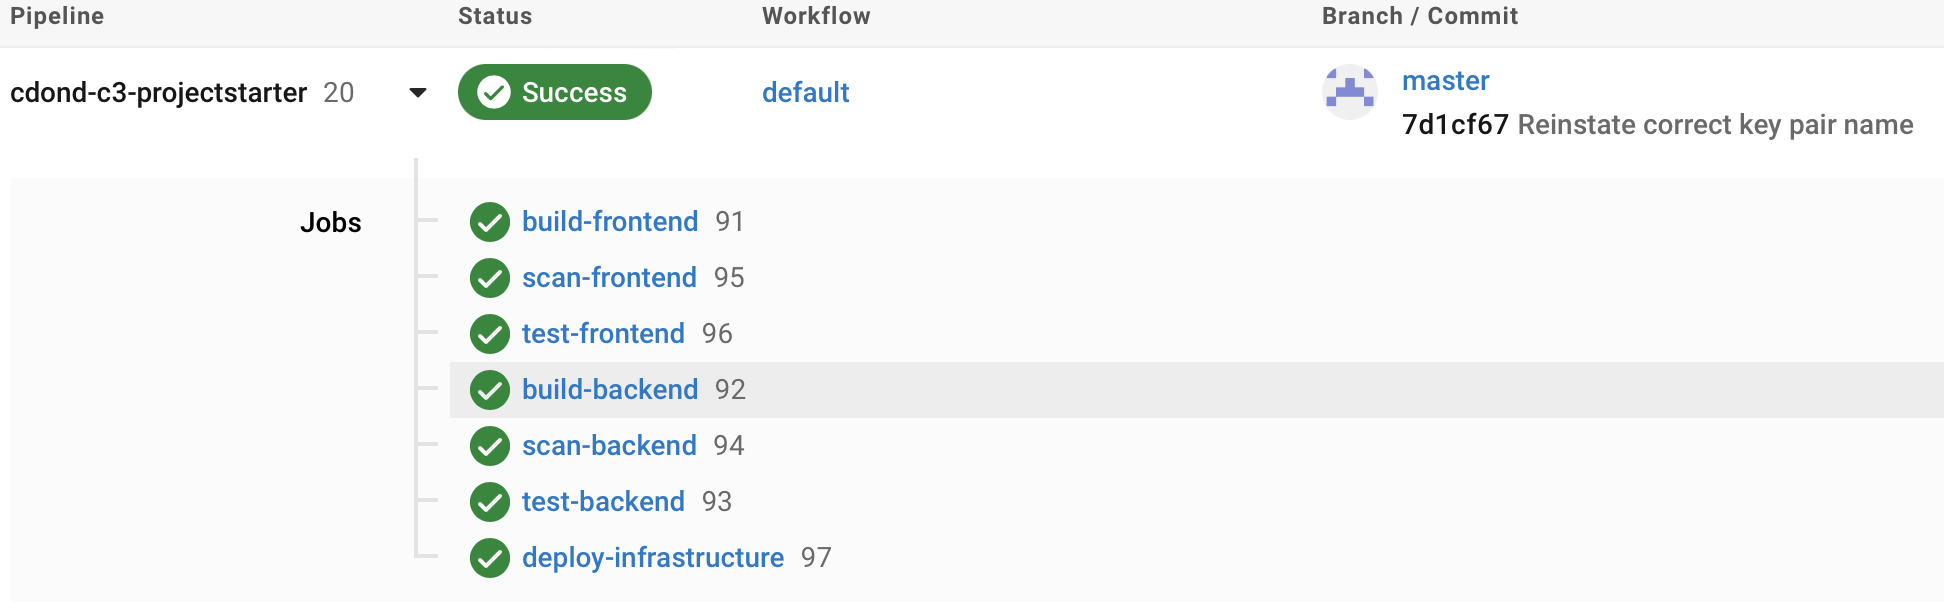 Pipeline Status Workflow Branch / Commit
cdond-c3-projectstarter 20 Success default master
7d1cf67 Reinstate correct key pair name
Jobs build-frontend 91
scan-frontend 95
test-frontend 96
build-backend 92
scan-backend 94
test-backend 93
deploy-infrastructure 97